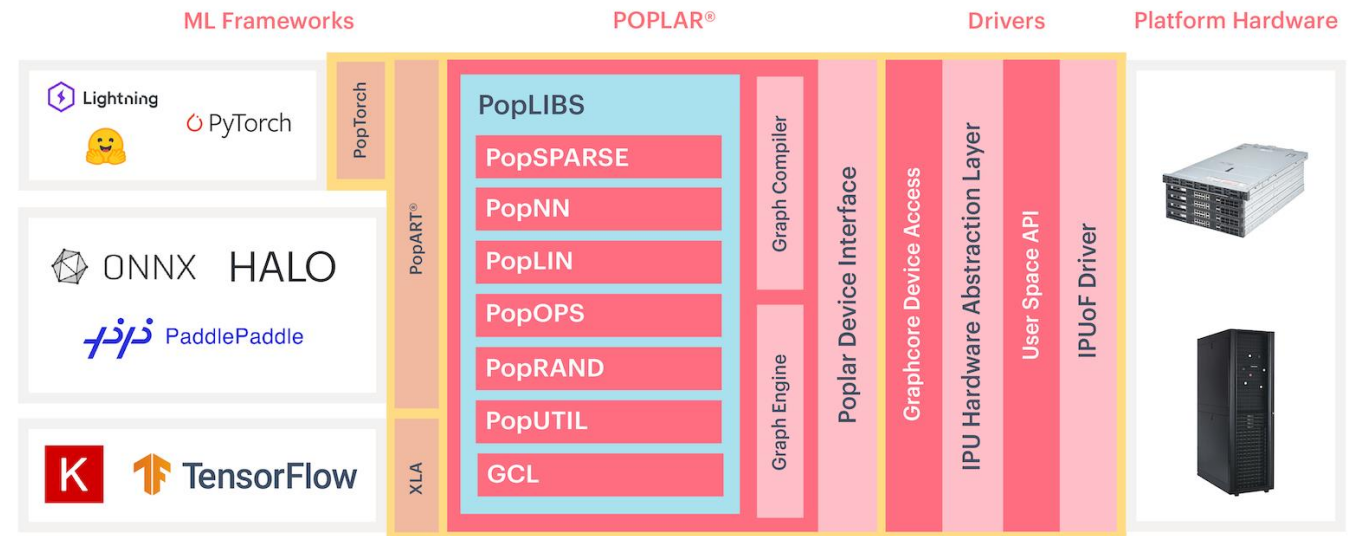 ML Frameworks
POPLAR®
Drivers
Platform Hardware
Lightning
PyTorch
PopTorch
ONNX
HALO
PaddlePaddle
PopART®
K
TensorFlow
XLA
PopLIBS
PopSPARSE
PopNN
PopLIN
PopOPS
PopRAND
PopUTIL
GCL
Graph Compiler
Graph Engine
Poplar Device Interface
Graphcore Device Access
IPU Hardware Abstraction Layer
User Space API
IPUoF Driver